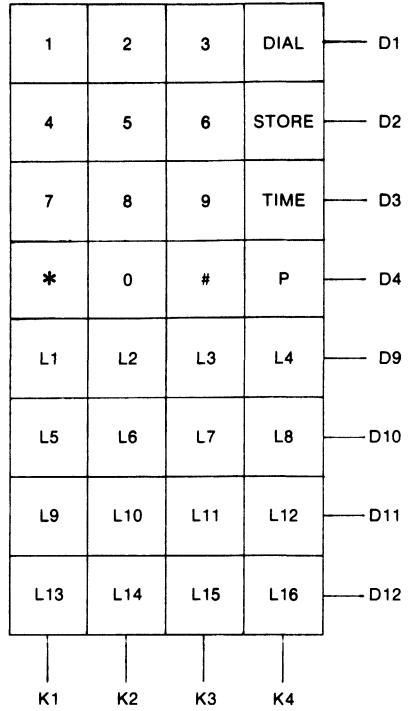 1 2 3 DIAL D1
4 5 6 STORE D2
7 8 9 TIME D3
* 0 # P D4
L1 L2 L3 L4 D9
L5 L6 L7 L8 D10
L9 L10 L11 L12 D11
L13 L14 L15 L16 D12
K1 K2 K3 K4